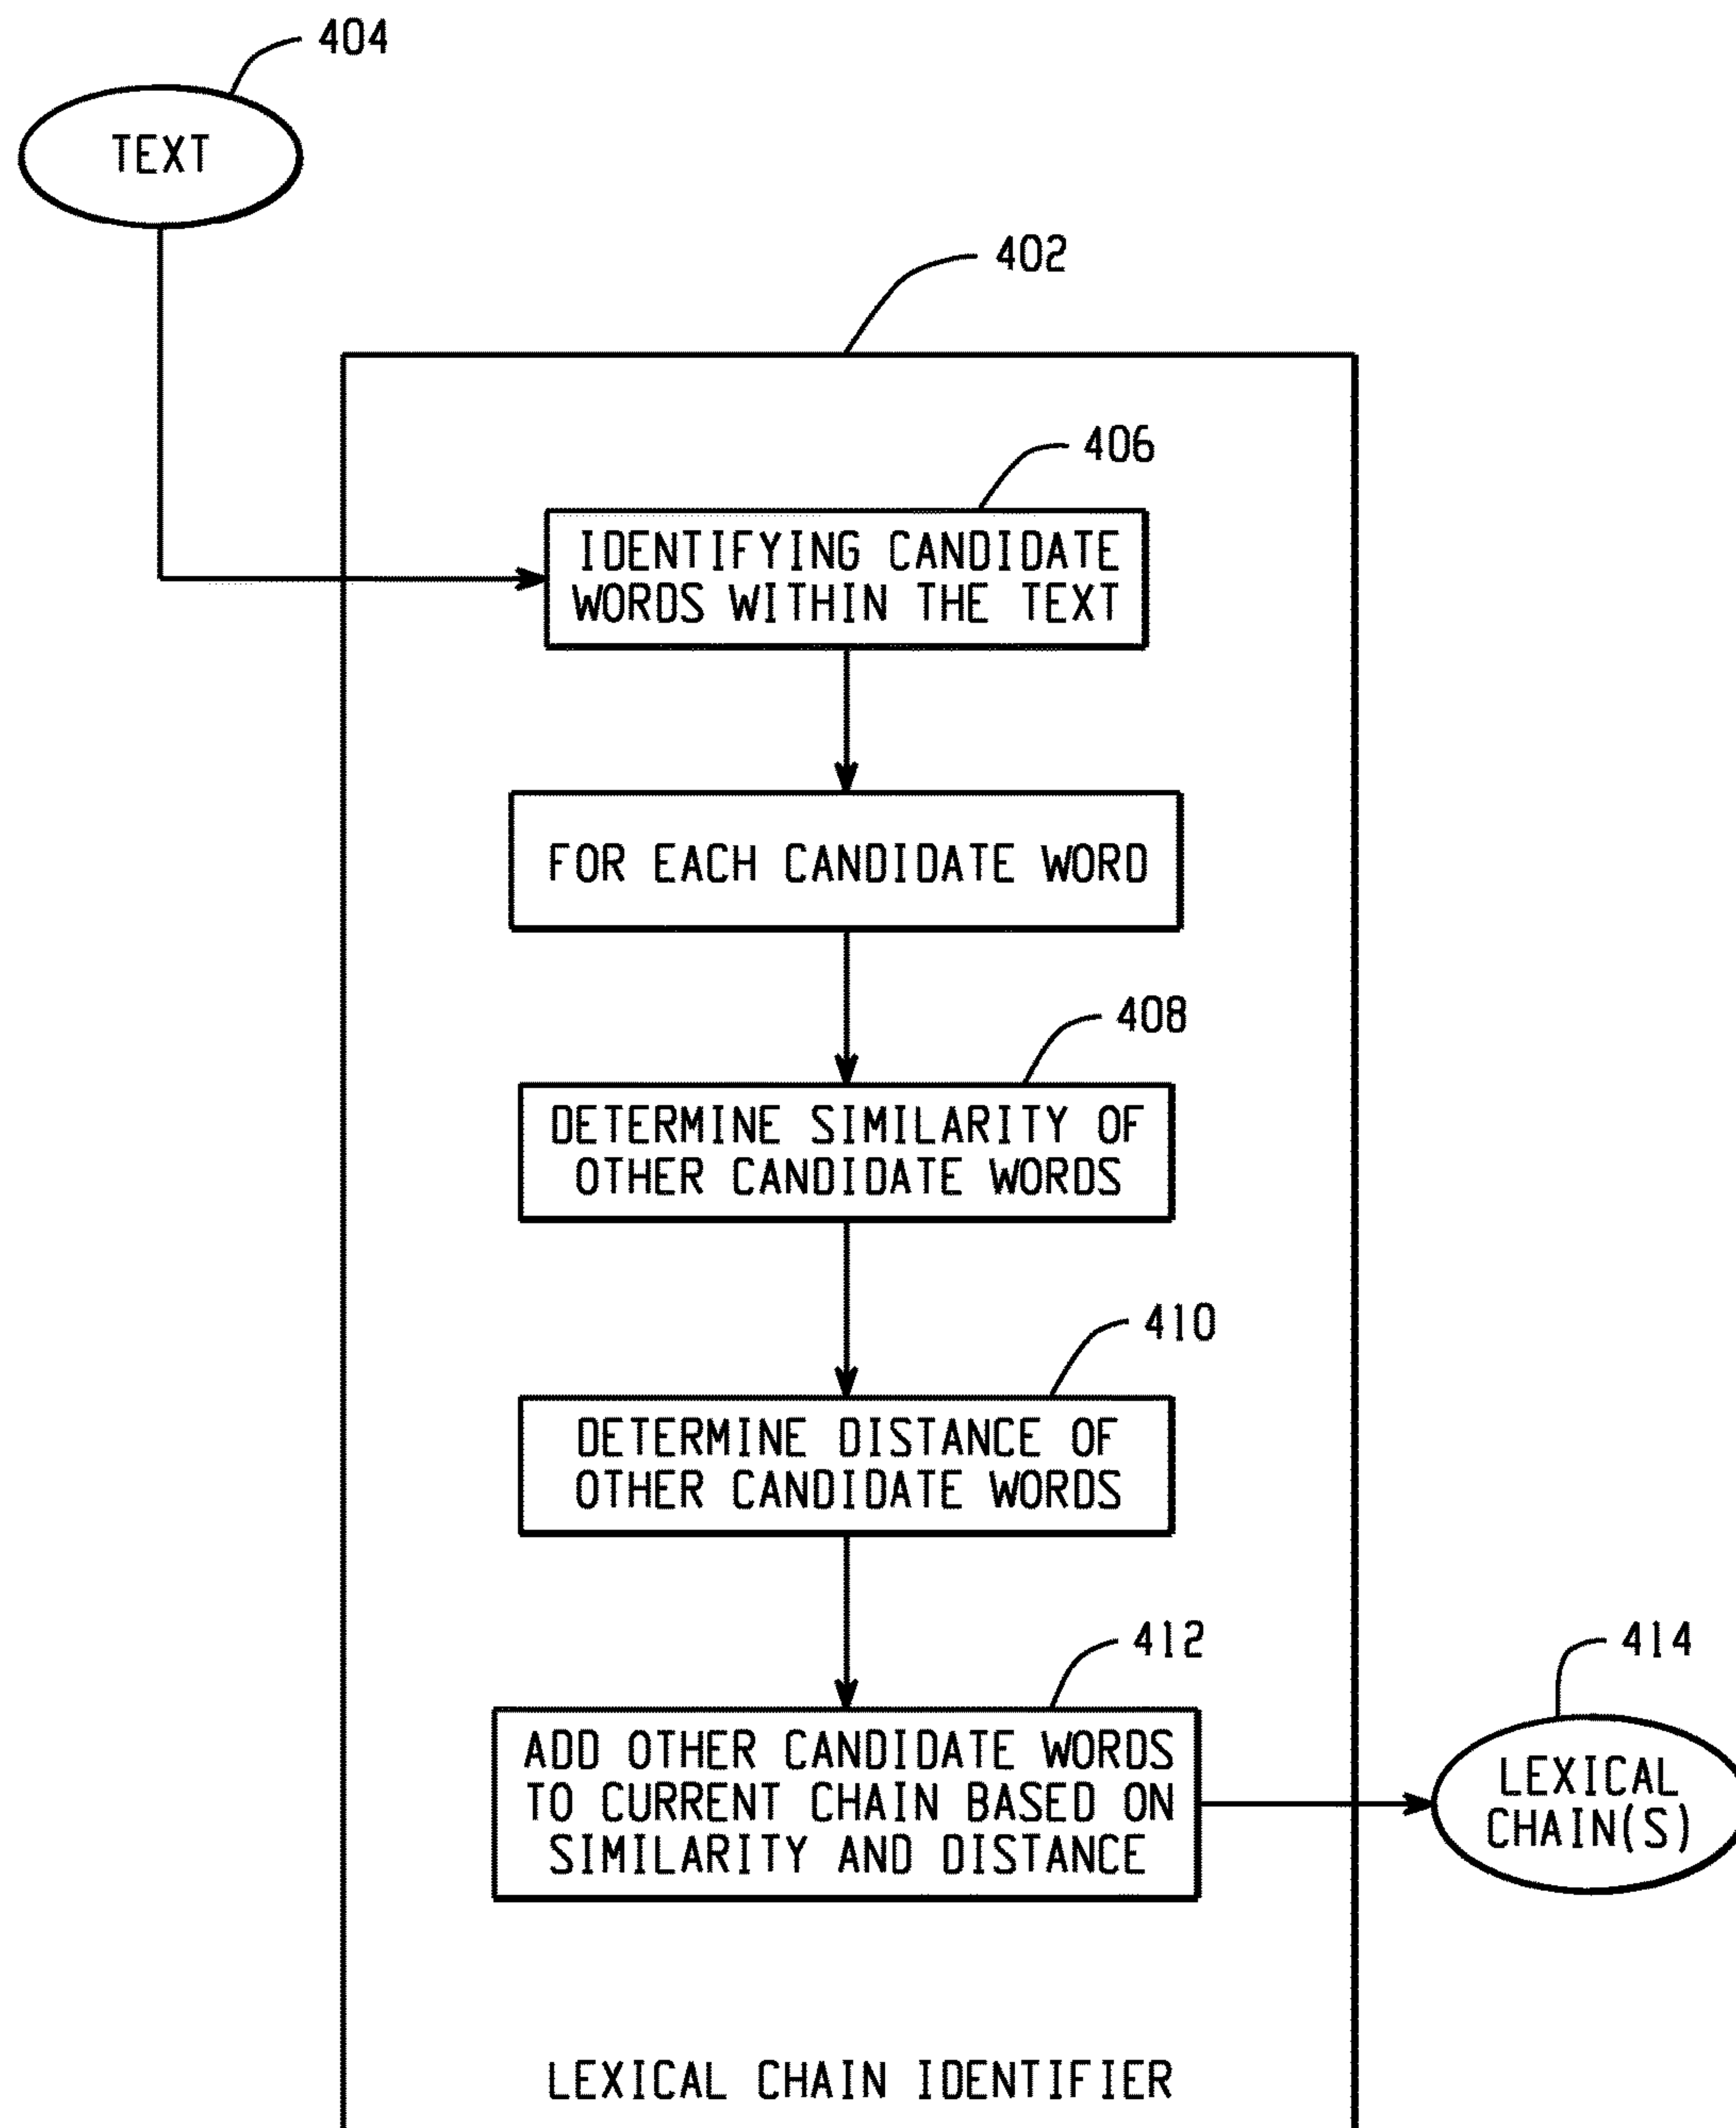 404
TEXT
402
406
IDENTIFYING CANDIDATE
WORDS WITHIN THE TEXT
FOR EACH CANDIDATE WORD
408
DETERMINE SIMILARITY OF
OTHER CANDIDATE WORDS
410
DETERMINE DISTANCE OF
OTHER CANDIDATE WORDS
412
ADD OTHER CANDIDATE WORDS
TO CURRENT CHAIN BASED ON
SIMILARITY AND DISTANCE
414
LEXICAL
CHAIN(S)
LEXICAL CHAIN IDENTIFIER